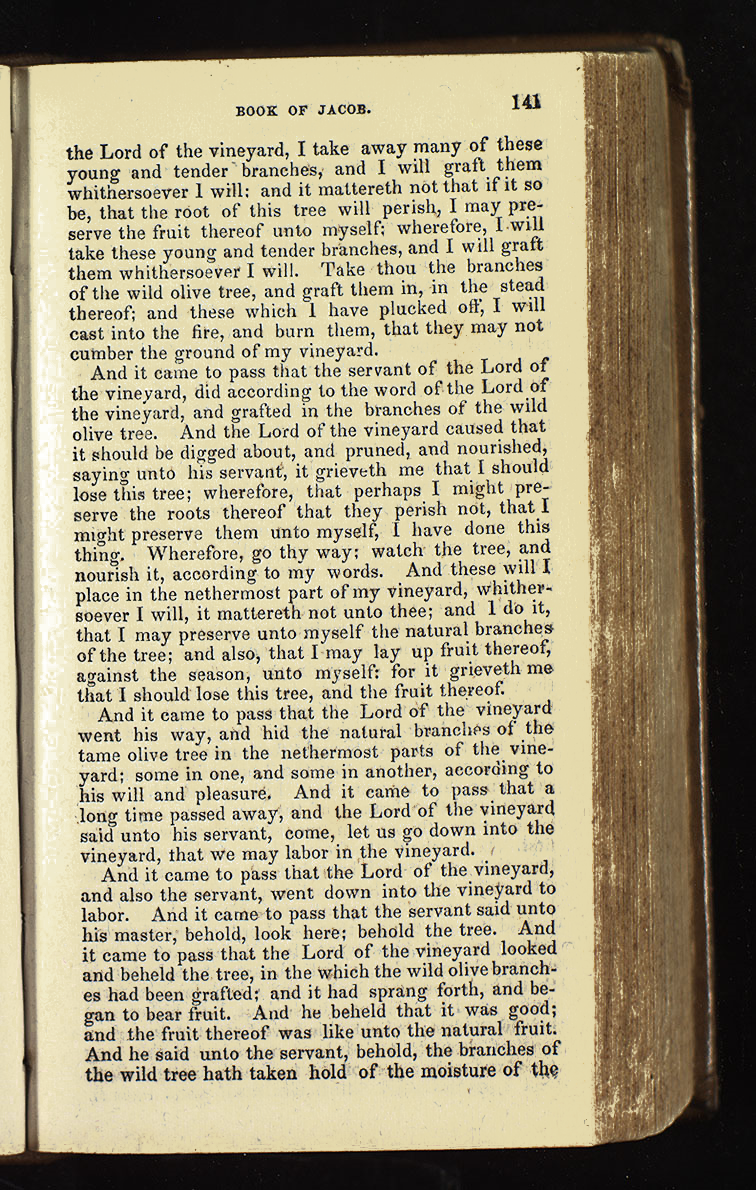 BOOK OF JACOB. 141
the Lord of the vineyard, I take away many of these
young and tender branches, and I will graft them
whithersoever I will: and it mattereth not that if it so
be, that the root of this tree will perish, I may pre-
serve the fruit thereof unto myself; wherefore, I will
take these young and tender branches, and I will graft
them whithersoever I will. Take thou the branches
of the wild olive tree, and graft them in, in the stead
thereof; and these which I have plucked off, I will
cast into the fire, and burn them, that they may not
cumber the ground of my vineyard.
And it came to pass that the servant of the Lord of
the vineyard, did according to the word of the Lord of
the vineyard, and grafted in the branches of the wild
olive tree. And the Lord of the vineyard caused that
it should be digged about, and pruned, and nourished,
saying unto his servant, it grieveth me that I should
lose this tree; wherefore, that perhaps I might pre-
serve the roots thereof that they perish not, that I
might preserve them unto myself, I have done this
thing. Wherefore, go thy way; watch the tree, and
nourish it, according to my words. And these will I
place in the nethermost part of my vineyard, whither-
soever I will, it mattereth not unto thee; and I do it,
that I may preserve unto myself the natural branches
of the tree; and also, that I may lay up fruit thereof,
against the season, unto myself: for it grieveth me
that I should lose this tree, and the fruit thereof.
And it came to pass that the Lord of the vineyard
went his way, and hid the natural branches of the
tame olive tree in the nethermost parts of the vine-
yard; some in one, and some in another, according to
his will and pleasure. And it came to pass that a
long time passed away, and the Lord of the vineyard
said unto his servant, come, let us go down into the
vineyard, that we may labor in the vineyard.
And it came to pass that the Lord of the vineyard,
and also the servant, went down into the vineyard to
labor. And it came to pass that the servant said unto
his master, behold, look here; behold the tree. And
it came to pass that the Lord of the vineyard looked
and beheld the tree, in the which the wild olive branch-
es had been grafted; and it had sprang forth, and be-
gan to bear fruit. And he beheld that it was good;
and the fruit thereof was like unto the natural fruit.
And he said unto the servant, behold, the branches of
the wild tree hath taken hold of the moisture of the